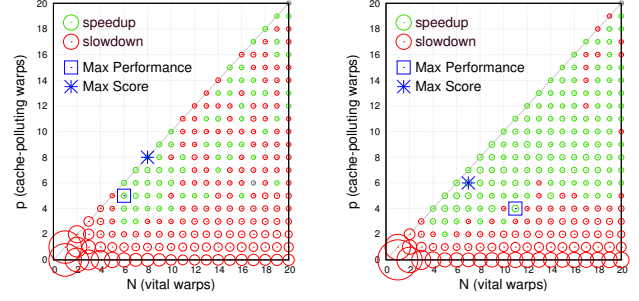 20
18
16
14
12
10
8
6
4
2
0
p (cache-polluting warps)
speedup
slowdown
Max Performance
Max Score
0 2 4 6 8 10 12 14 16 18 20
N (vital warps)
20
18
16
14
12
10
8
6
4
2
0
p (cache-polluting warps)
speedup
slowdown
Max Performance
Max Score
0 2 4 6 8 10 12 14 16 18 20
N (vital warps)